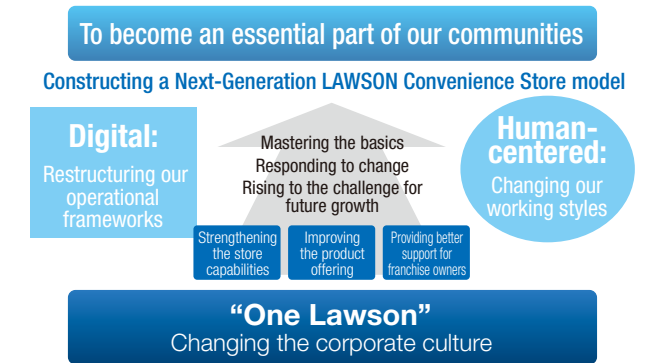 To become an essential part of our communities
Constructing a Next-Generation LAWSON Convenience Store model
Digital:
Restructuring our
operational
frameworks
Mastering the basics
Responding to change
Rising to the challenge for
future growth
Human-
centered:
Changing our
working styles
Strengthening
the store
capabilities
Improving
the product
offering
Providing better
support for
franchise owners
“One Lawson”
Changing the corporate culture